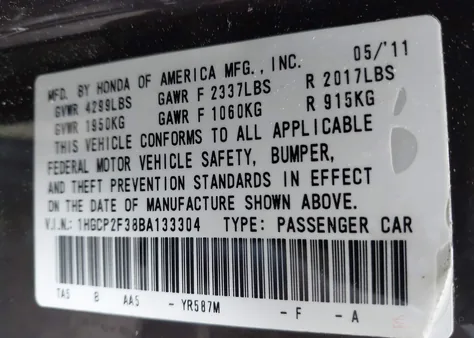 MFD. BY HONDA OF AMERICA MFG., INC. 05/'11
GVWR 4299LBS GAWR F 2337LBS R 2017LBS
GVWR 1950KG GAWR F 1060KG R 915KG
THIS VEHICLE CONFORMS TO ALL APPLICABLE
FEDERAL MOTOR VEHICLE SAFETY, BUMPER,
AND THEFT PREVENTION STANDARDS IN EFFECT
ON THE DATE OF MANUFACTURE SHOWN ABOVE.
V.I.N.: 1HGCP2F38BA133304 TYPE: PASSENGER CAR
TA5 B AA5 - YR587M - F - A